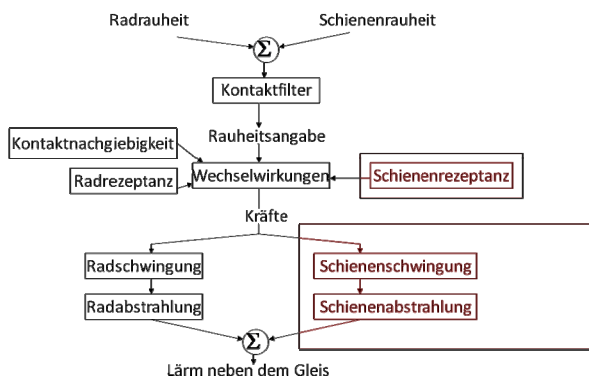 Radrauheit Schienenrauheit
Σ
Kontaktfilter
Rauheitsangabe
Kontaktnachgiebigkeit
Radrezeptanz Wechselwirkungen Schienenrezeptanz
Kräfte
Radschwingung Schienenschwingung
Radabstrahlung Schienenabstrahlung
Σ
Lärm neben dem Gleis